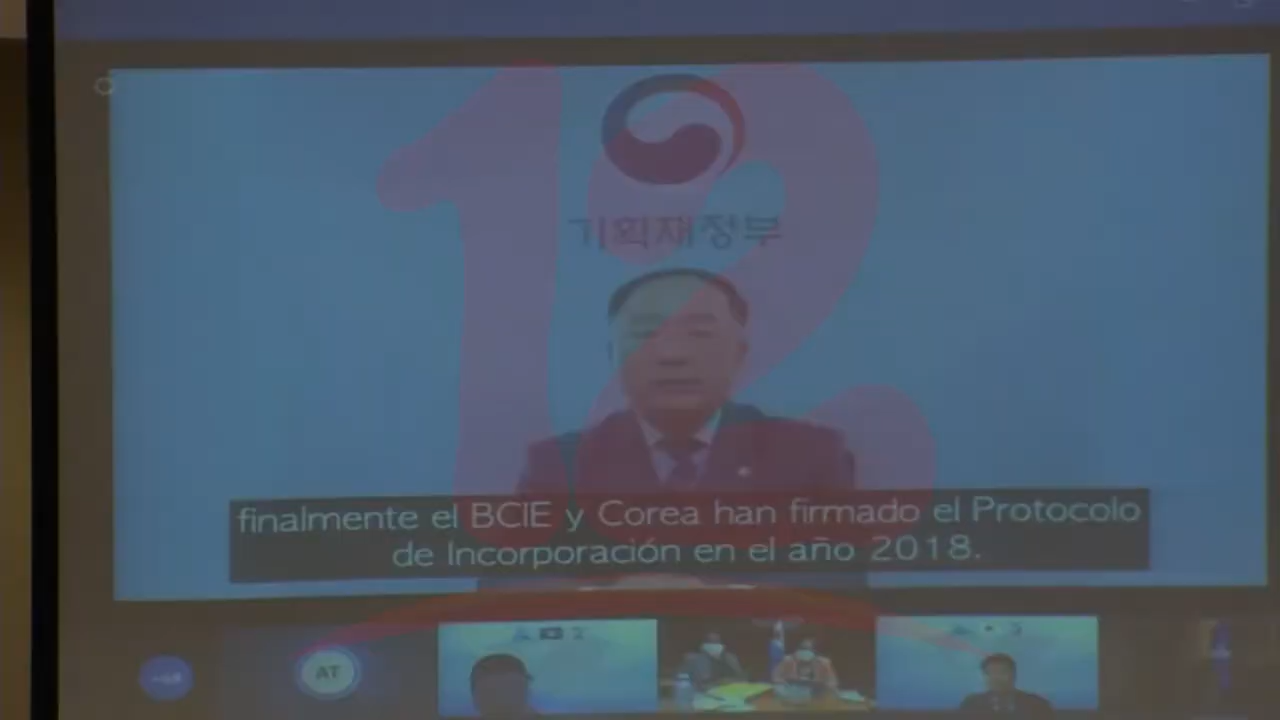 12
기획재정부
finalmente el BCIE y Corea han firmado el Protocolo
de Incorporación en el año 2018.
AT